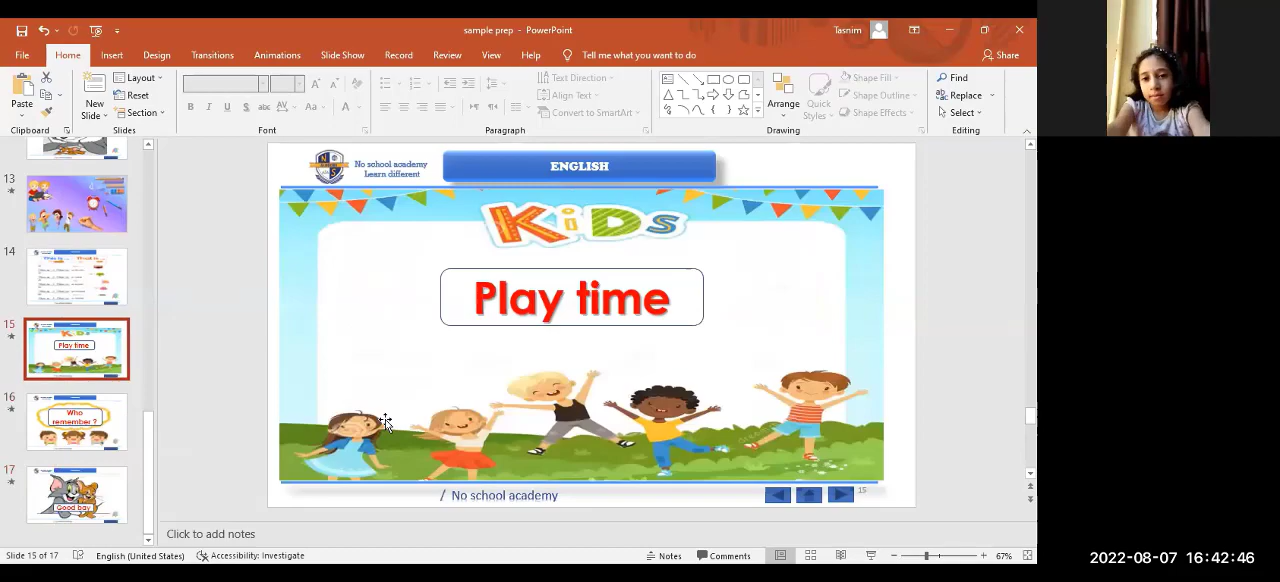 sample prep - PowerPoint
Tasnim
File Home Insert Design Transitions Animations Slide Show Record Review View Help Tell me what you want to do Share
Paste
New Slide
Layout
Reset
Section
Text Direction
Align Text
Convert to SmartArt
Arrange
Quick Styles
Shape Fill
Shape Outline
Shape Effects
Find
Replace
Select
Clipboard Slides Font Paragraph Drawing Editing
No school academy
Learn different
ENGLISH
KiDS
Play time
/ No school academy
15
13
14
15
Play time
16
Who
remember ?
17
Good bay
Click to add notes
Slide 15 of 17 English (United States) Accessibility: Investigate Notes Comments 67%
2022-08-07 16:42:46